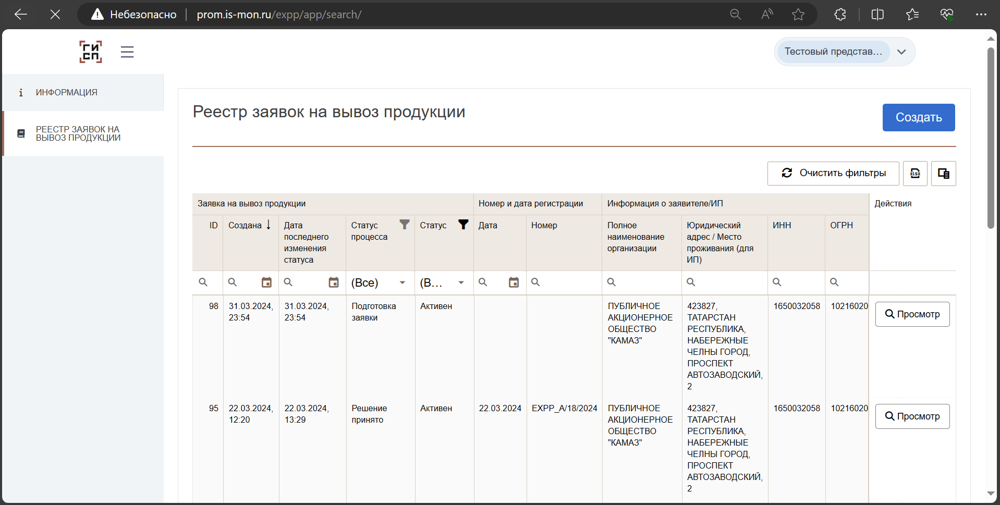 Небезопасно
prom.is-mon.ru/expp/app/search/
ГИ
СП
Тестовый представ...
ИНФОРМАЦИЯ
РЕЕСТР ЗАЯВОК НА
ВЫВОЗ ПРОДУКЦИИ
Реестр заявок на вывоз продукции
Создать
Очистить фильтры
xlsx
Заявка на вывоз продукции
Номер и дата регистрации
Информация о заявителе/ИП
Действия
ID
Создана
Дата
последнего
изменения
статуса
Статус
процесса
Статус
Дата
Номер
Полное
наименование
организации
Юридический
адрес / Место
проживания (для
ИП)
ИНН
ОГРН
(Все)
(В...
98
31.03.2024,
23:54
31.03.2024,
23:54
Подготовка
заявки
Активен
ПУБЛИЧНОЕ
АКЦИОНЕРНОЕ
ОБЩЕСТВО
"КАМАЗ"
423827,
ТАТАРСТАН
РЕСПУБЛИКА,
НАБЕРЕЖНЫЕ
ЧЕЛНЫ ГОРОД,
ПРОСПЕКТ
АВТОЗАВОДСКИЙ,
2
1650032058
10216020
Просмотр
95
22.03.2024,
12:20
22.03.2024,
13:29
Решение
принято
Активен
22.03.2024
EXPP_A/18/2024
ПУБЛИЧНОЕ
АКЦИОНЕРНОЕ
ОБЩЕСТВО
"КАМАЗ"
423827,
ТАТАРСТАН
РЕСПУБЛИКА,
НАБЕРЕЖНЫЕ
ЧЕЛНЫ ГОРОД,
ПРОСПЕКТ
АВТОЗАВОДСКИЙ,
2
1650032058
10216020
Просмотр